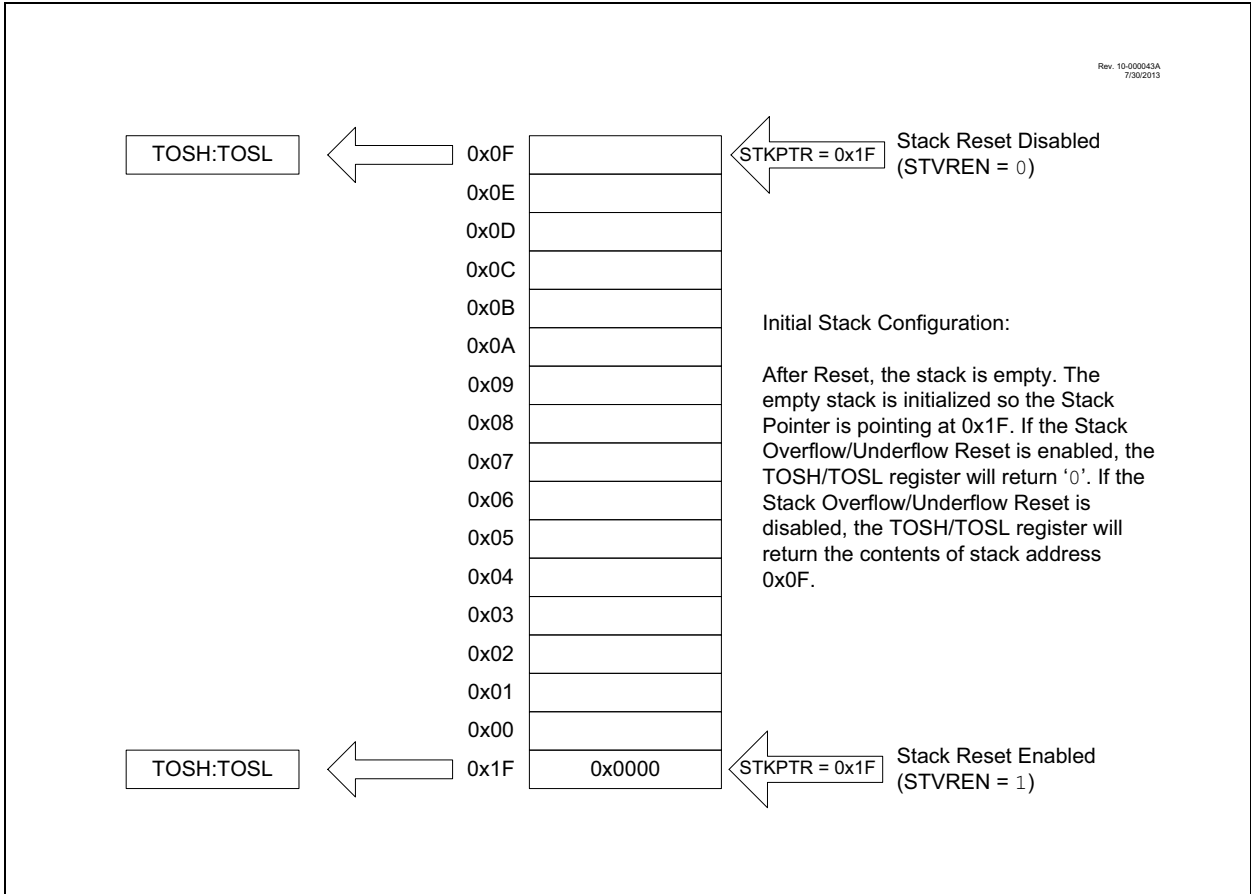 Rev. 10-000043A
7/30/2013
TOSH:TOSL
0x0F
STKPTR = 0x1F
Stack Reset Disabled
(STVREN = 0)
0x0E
0x0D
0x0C
0x0B
0x0A
0x09
0x08
0x07
0x06
0x05
0x04
0x03
0x02
0x01
0x00
Initial Stack Configuration:
After Reset, the stack is empty. The
empty stack is initialized so the Stack
Pointer is pointing at 0x1F. If the Stack
Overflow/Underflow Reset is enabled, the
TOSH/TOSL register will return ‘0’. If the
Stack Overflow/Underflow Reset is
disabled, the TOSH/TOSL register will
return the contents of stack address
0x0F.
TOSH:TOSL
0x1F
0x0000
STKPTR = 0x1F
Stack Reset Enabled
(STVREN = 1)